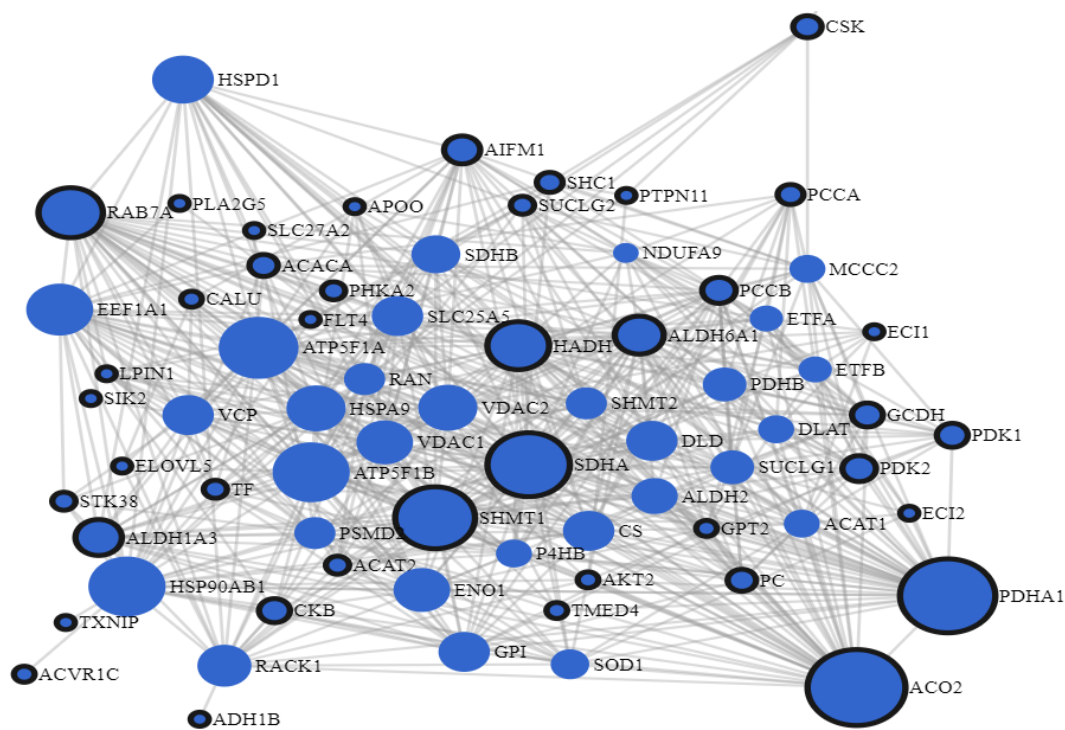 CSK
HSPD1
AIFM1
SHC1
PTPN11
PCCA
PLA2G5
APOO
SUCLG2
RAB7A
SLC27A2
SDHB
NDUFA9
ACACA
MCCC2
PHKA2
PCCB
CALU
EEF1A1
SLC25A5
FLT4
ETFA
ECI1
ALDH6A1
HADH
ATP5F1A
ETFB
LPIN1
RAN
PDHB
SIK2
SHMT2
VCP
HSPA9
VDAC2
GCDH
DLAT
PDK1
VDAC1
DLD
ELOVL5
SDHA
SUCLG1
PDK2
ATP5F1B
TF
ALDH2
STK38
ECI2
SHMT1
ACAT1
GPT2
PSMD2
CS
ALDH1A3
P4HB
ACAT2
AKT2
PC
HSP90AB1
ENO1
PDHA1
CKB
TMED4
TXNIP
GPI
RACK1
SOD1
ACVR1C
ACO2
ADH1B